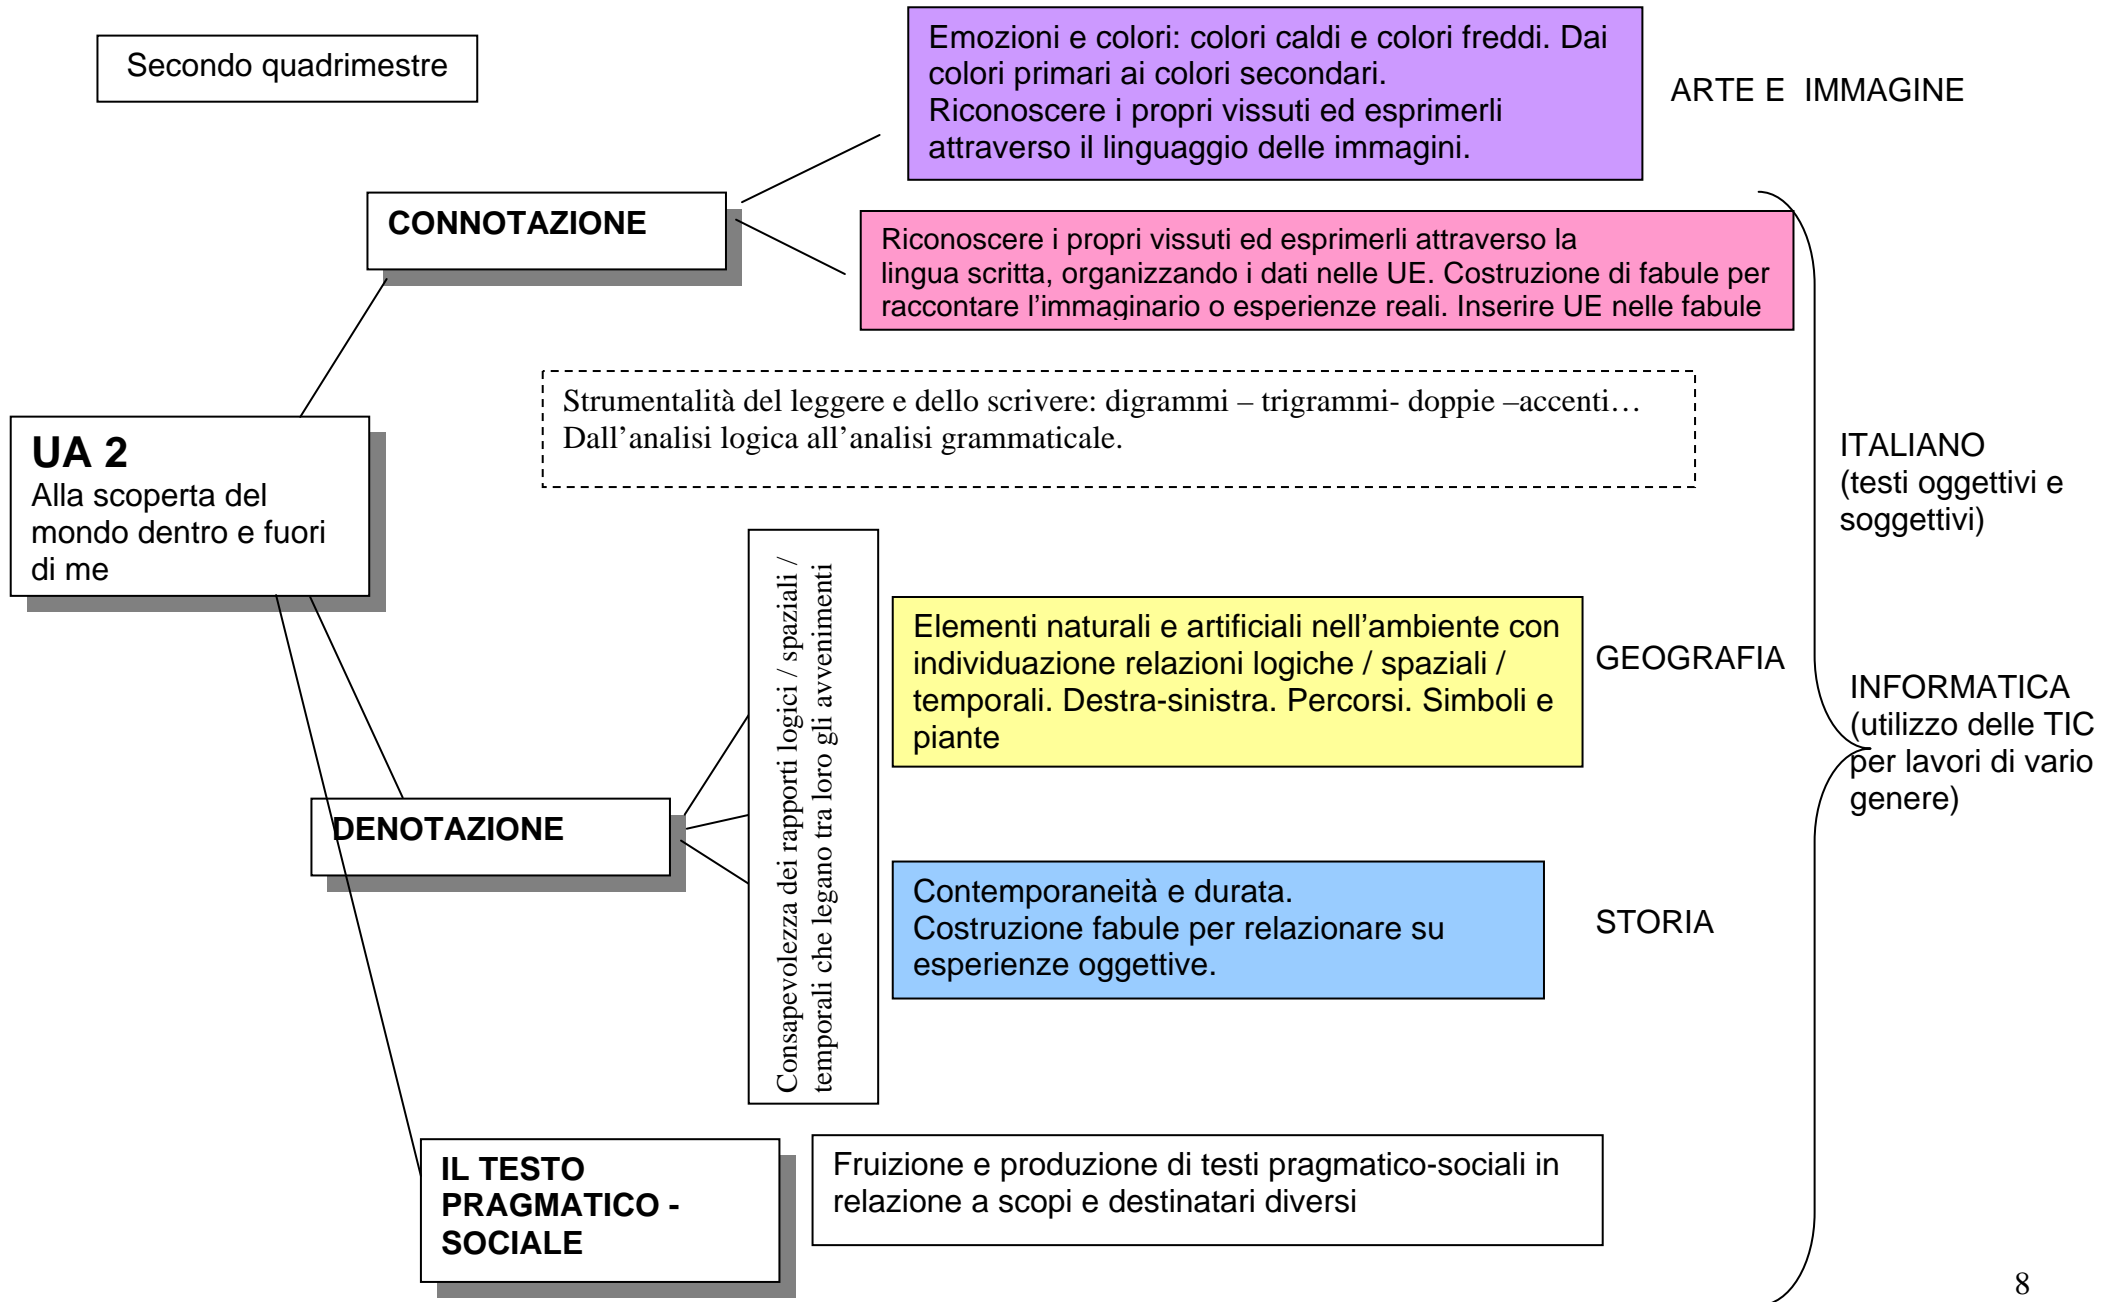 Secondo quadrimestre
Emozioni e colori: colori caldi e colori freddi. Dai
colori primari ai colori secondari.
Riconoscere i propri vissuti ed esprimerli
attraverso il linguaggio delle immagini.
ARTE E IMMAGINE
CONNOTAZIONE
Riconoscere i propri vissuti ed esprimerli attraverso la
lingua scritta, organizzando i dati nelle UE. Costruzione di fabule per
raccontare l’immaginario o esperienze reali. Inserire UE nelle fabule
Strumentalità del leggere e dello scrivere: digrammi – trigrammi- doppie –accenti…
Dall’analisi logica all’analisi grammaticale.
UA 2
Alla scoperta del
mondo dentro e fuori
di me
ITALIANO
(testi oggettivi e
soggettivi)
Consapevolezza dei rapporti logici / spaziali /
temporali che legano tra loro gli avvenimenti
Elementi naturali e artificiali nell’ambiente con
individuazione relazioni logiche / spaziali /
temporali. Destra-sinistra. Percorsi. Simboli e
piante
GEOGRAFIA
INFORMATICA
(utilizzo delle TIC
per lavori di vario
genere)
DENOTAZIONE
Contemporaneità e durata.
Costruzione fabule per relazionare su
esperienze oggettive.
STORIA
IL TESTO
PRAGMATICO -
SOCIALE
Fruizione e produzione di testi pragmatico-sociali in
relazione a scopi e destinatari diversi
8